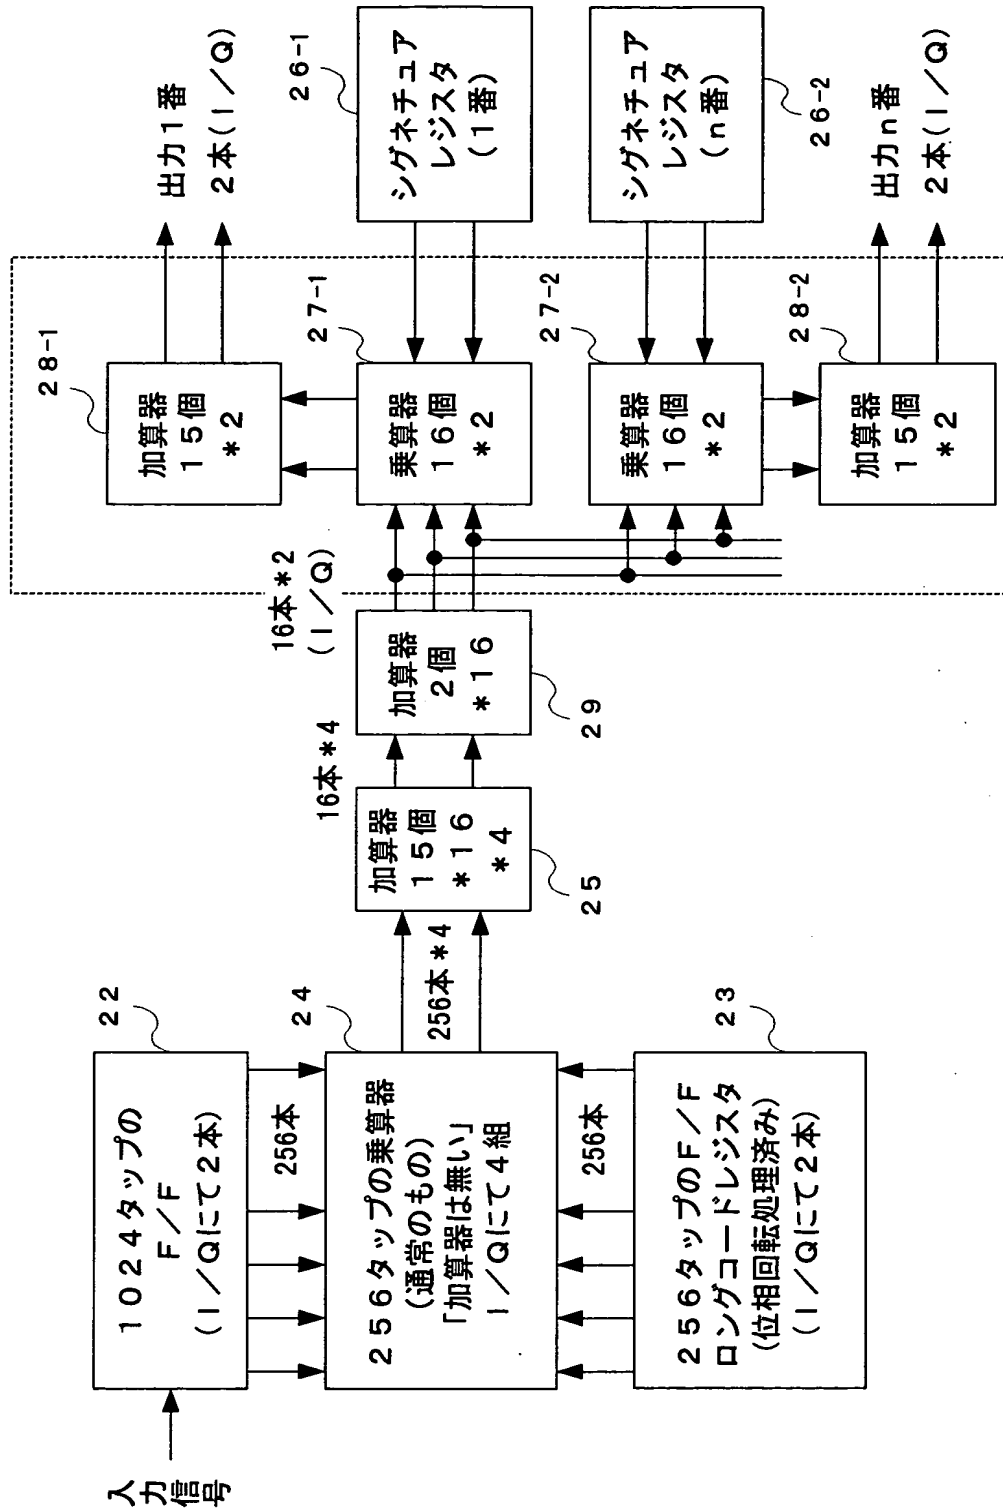 入力信号
22
1024タップの
F/F
(I/Qにて2本)
256本
24
256タップの乗算器
(通常のもの)
「加算器は無い」
I/Qにて4組
256本
23
256タップのF/F
ロングコードレジスタ
(位相回転処理済み)
(I/Qにて2本)
256本*4
加算器
15個
*16
*4
25
16本*4
加算器
2個
*16
29
16本*2
(I/Q)
28-1
加算器
15個
*2
27-1
乗算器
16個
*2
27-2
乗算器
16個
*2
28-2
加算器
15個
*2
出力1番
2本(I/Q)
26-1
シグネチュア
レジスタ
(1番)
シグネチュア
レジスタ
(n番)
26-2
出力n番
2本(I/Q)